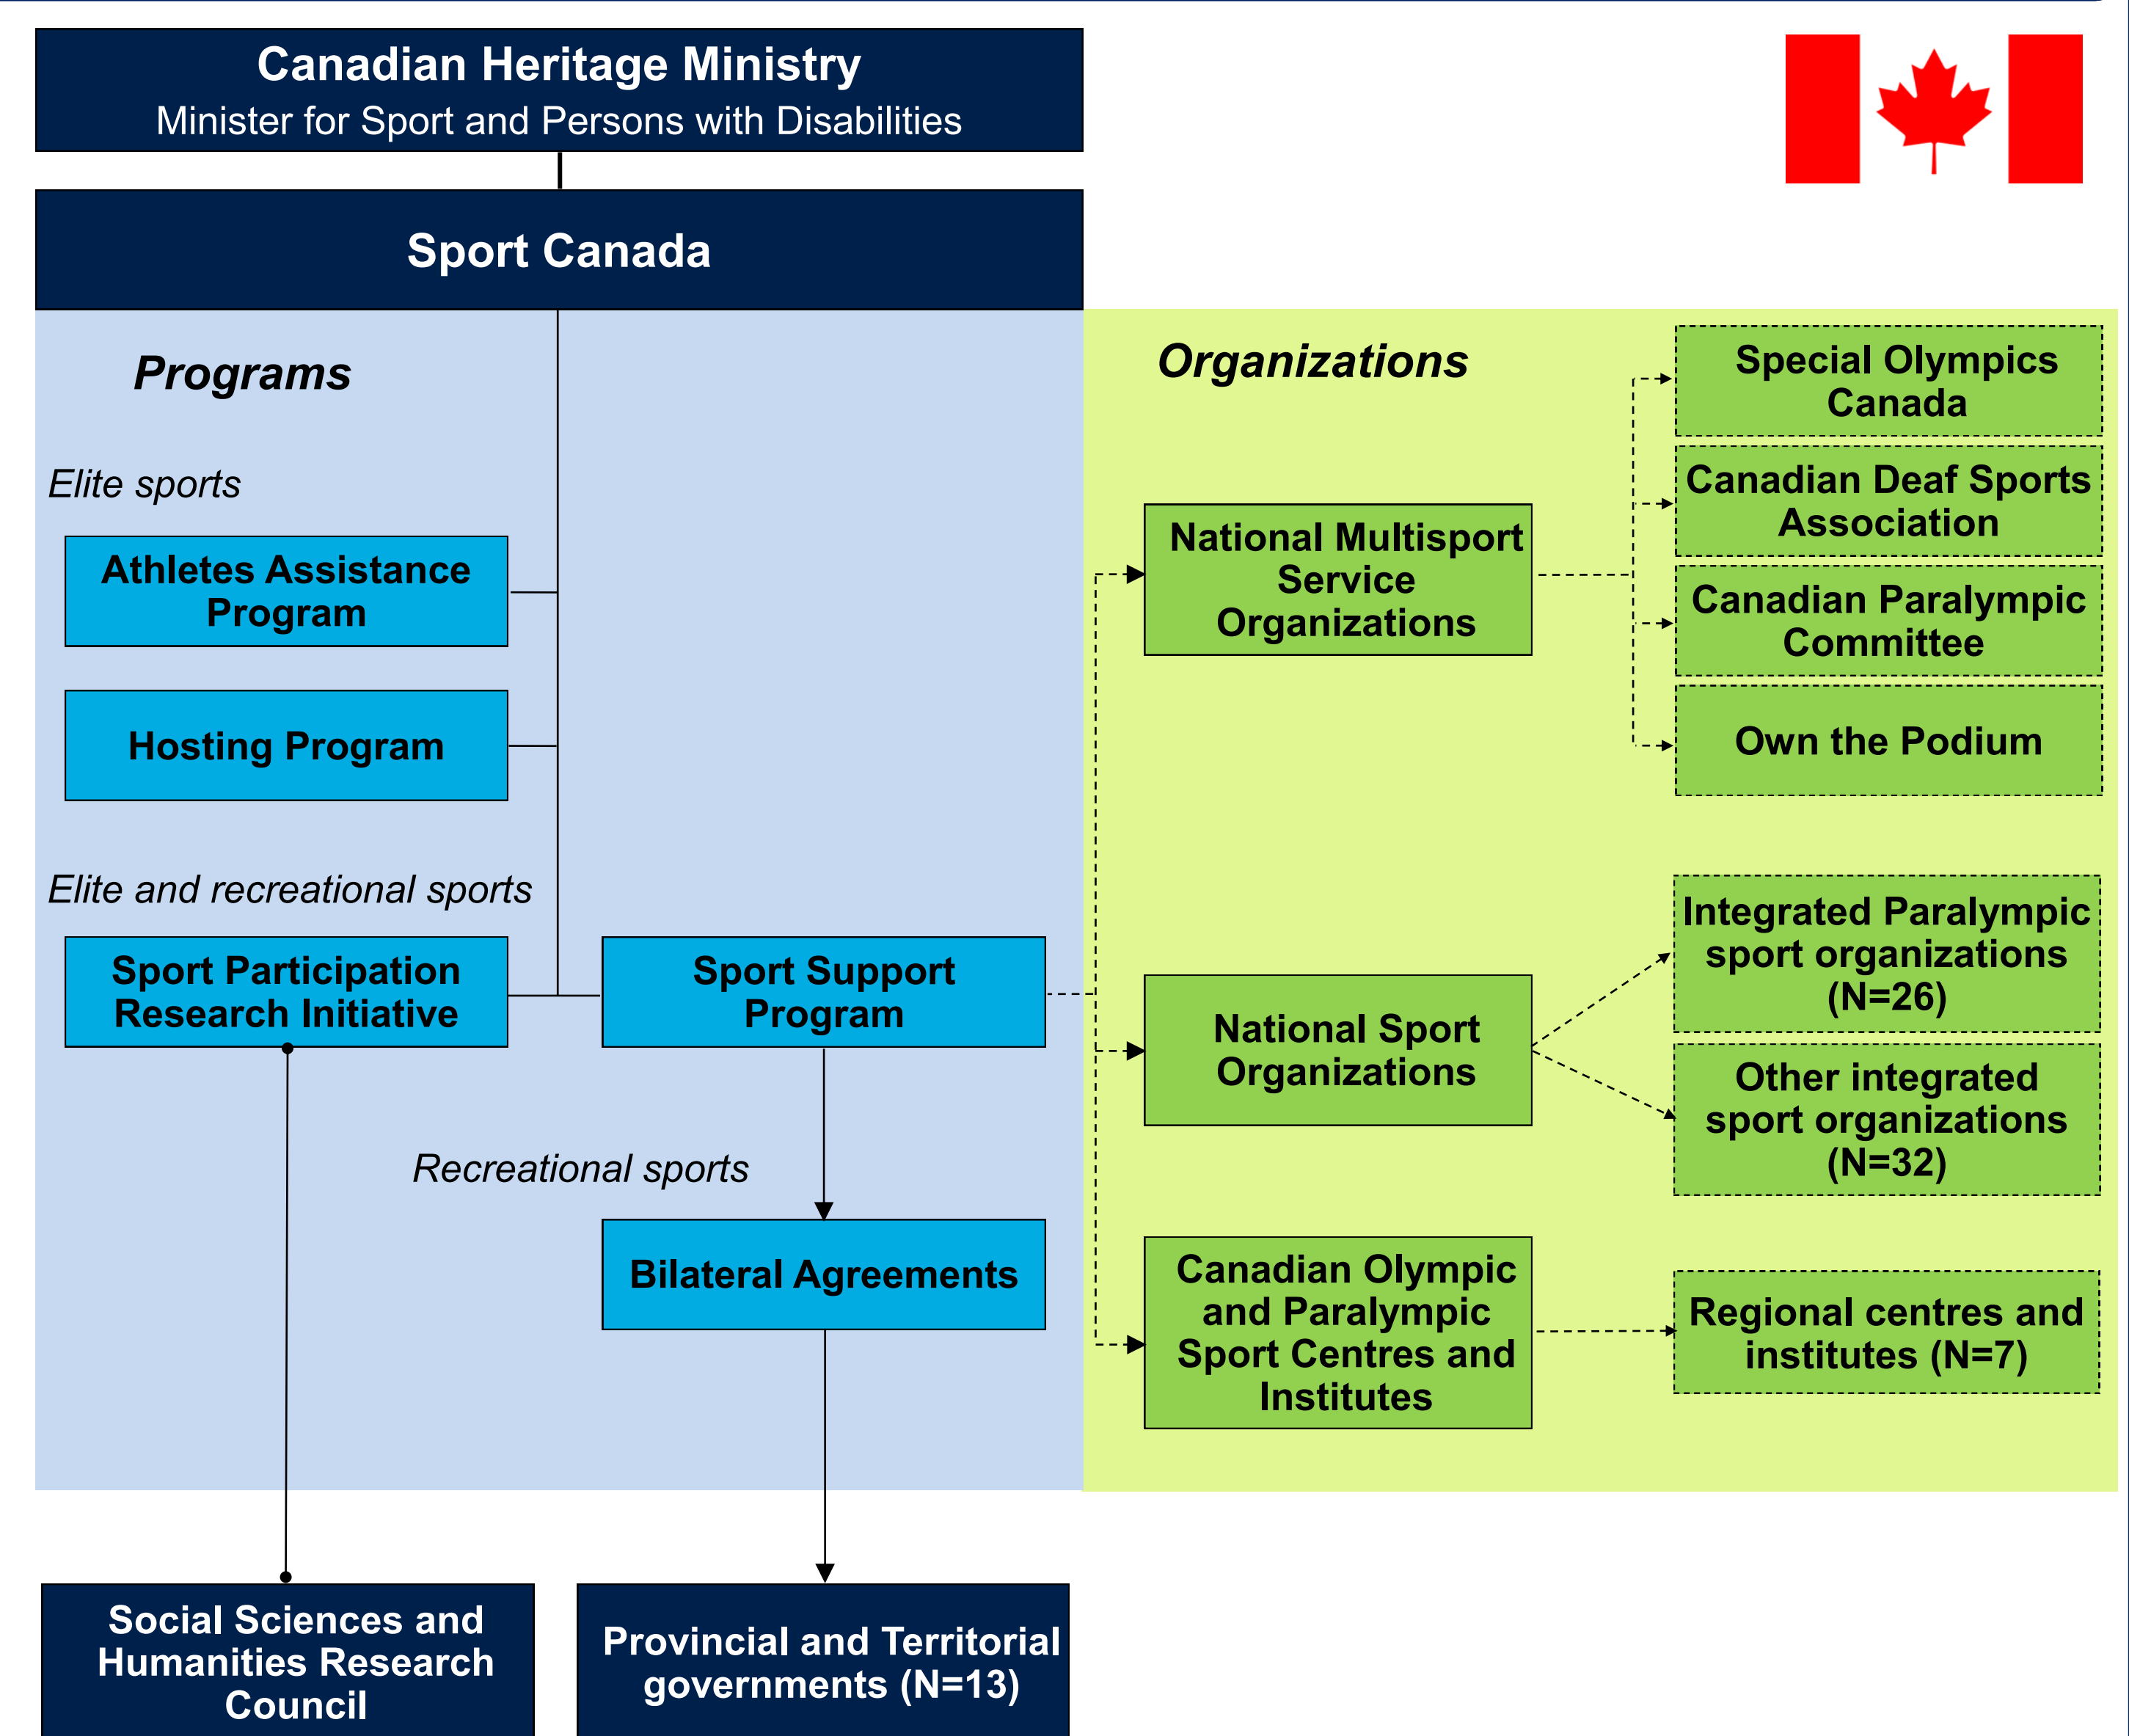 Canadian Heritage Ministry
Minister for Sport and Persons with Disabilities
Sport Canada
Programs
Elite sports
Athletes Assistance
Program
Hosting Program
Elite and recreational sports
Sport Participation
Research Initiative
Sport Support
Program
Recreational sports
Bilateral Agreements
Social Sciences and
Humanities Research
Council
Provincial and Territorial
governments (N=13)
Organizations
National Multisport
Service
Organizations
Special Olympics
Canada
Canadian Deaf Sports
Association
Canadian Paralympic
Committee
Own the Podium
National Sport
Organizations
Integrated Paralympic
sport organizations
(N=26)
Other integrated
sport organizations
(N=32)
Canadian Olympic
and Paralympic
Sport Centres and
Institutes
Regional centres and
institutes (N=7)